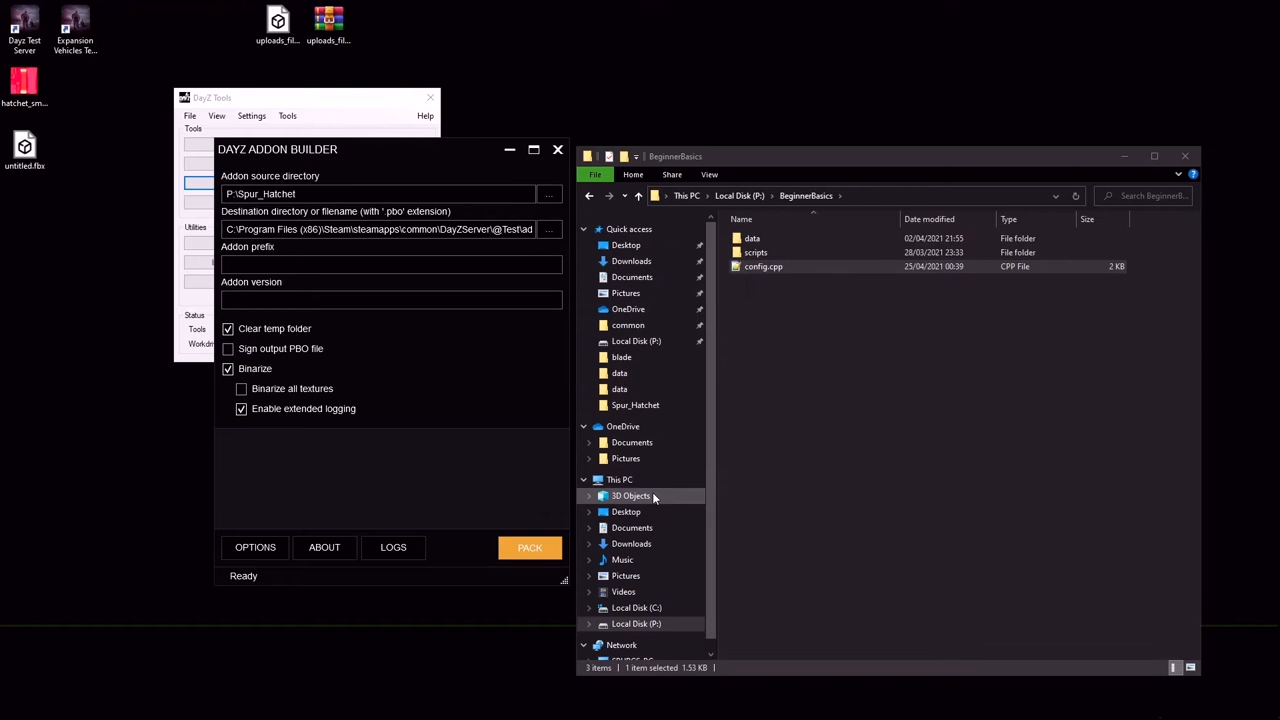 Dayz Test
Server
Expansion
Vehicles Te...
uploads_fil...
uploads_fil...
hatchet_sm...
untitled.fbx
DayZ Tools
File View Settings Tools Help
Tools
Utilities
Status
Tools
Workdri
DAYZ ADDON BUILDER
Addon source directory
P:\Spur_Hatchet
...
Destination directory or filename (with '.pbo' extension)
C:\Program Files (x86)\Steam\steamapps\common\DayZServer\@Test\ad
...
Addon prefix
Addon version
Clear temp folder
Sign output PBO file
Binarize
Binarize all textures
Enable extended logging
OPTIONS ABOUT LOGS PACK
Ready
BeginnerBasics
File Home Share View
This PC Local Disk (P:) BeginnerBasics
Search BeginnerB...
Name Date modified Type Size
data 02/04/2021 21:55 File folder
scripts 28/03/2021 23:33 File folder
config.cpp 25/04/2021 00:39 CPP File 2 KB
Quick access
Desktop
Downloads
Documents
Pictures
OneDrive
common
Local Disk (P:)
blade
data
data
Spur_Hatchet
OneDrive
Documents
Pictures
This PC
3D Objects
Desktop
Documents
Downloads
Music
Pictures
Videos
Local Disk (C:)
Local Disk (P:)
Network
3 items 1 item selected 1.53 KB